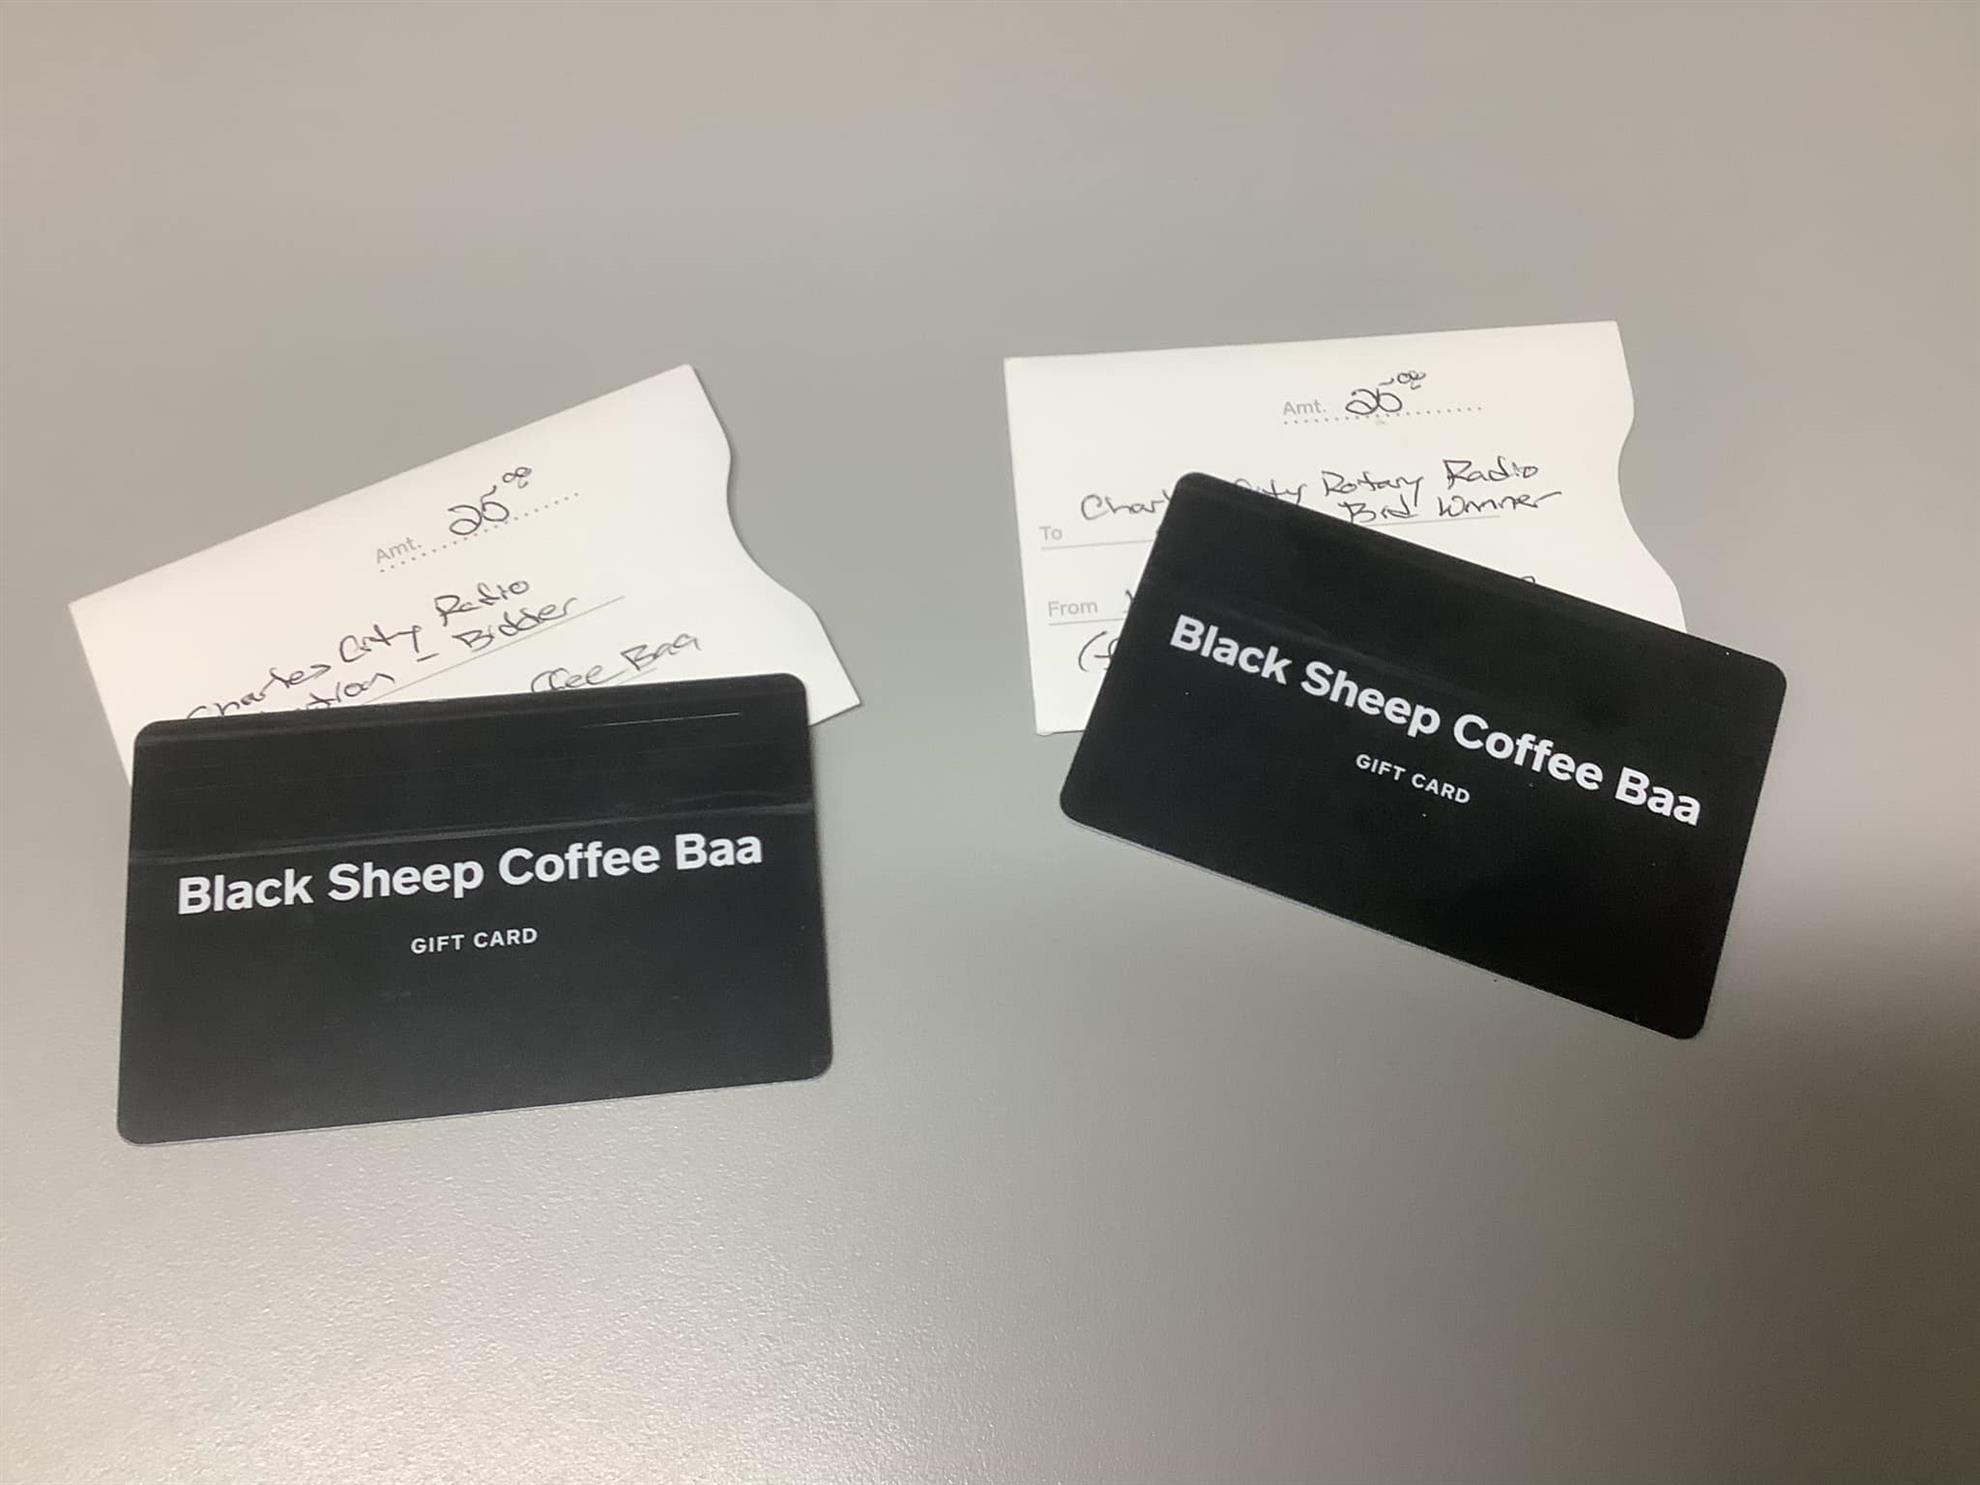 Amt. 25.00
Charles City Radio
Bidder
ffee Baa
Black Sheep Coffee Baa
GIFT CARD
Amt. 25.00
To
City Rotary Radio
Bid Winner
From
Black Sheep Coffee Baa
GIFT CARD